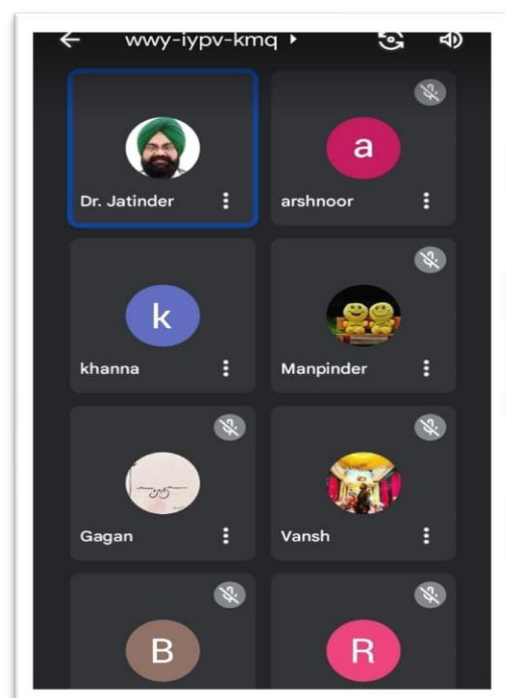 wwy-iypv-kmq
a
Dr. Jatinder
arshnoor
k
khanna
Manpinder
Gagan
Vansh
B
R